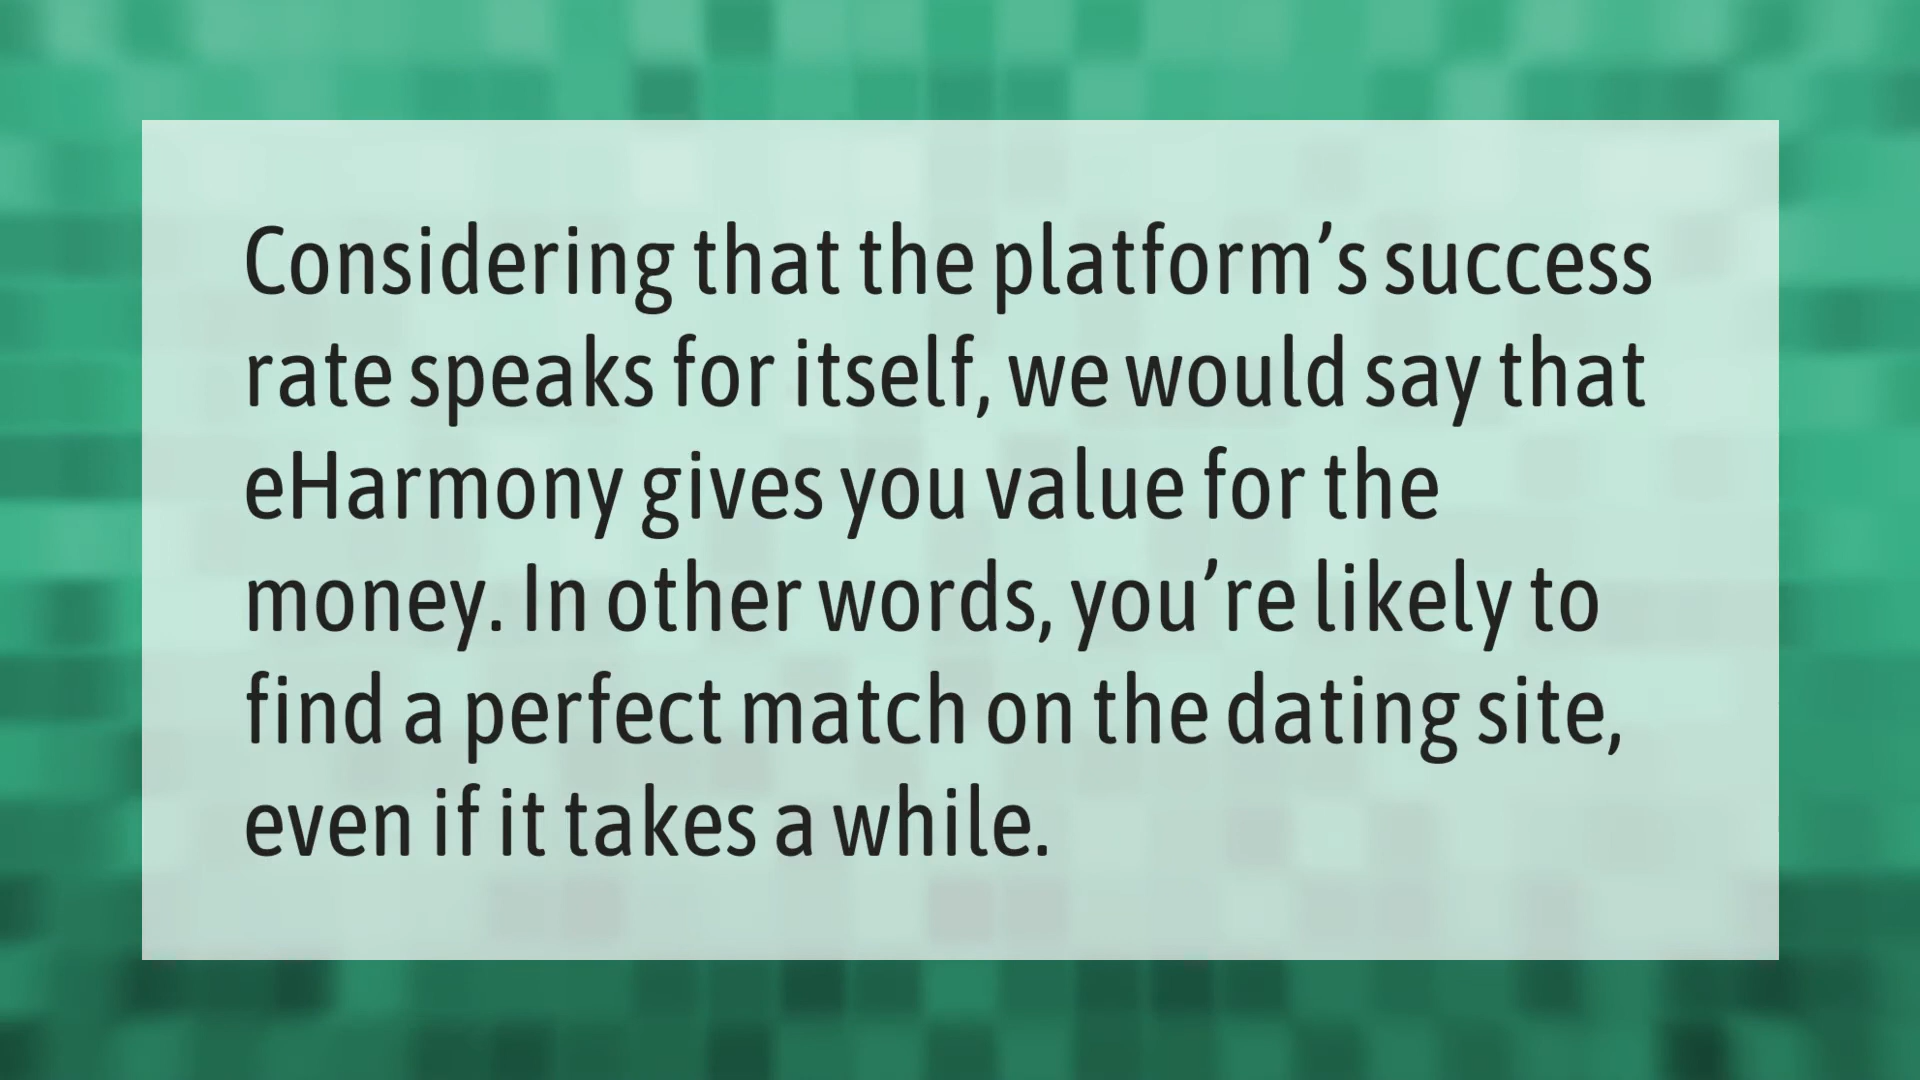 Considering that the platform’s success
rate speaks for itself, we would say that
eHarmony gives you value for the
money. In other words, you’re likely to
find a perfect match on the dating site,
even if it takes a while.